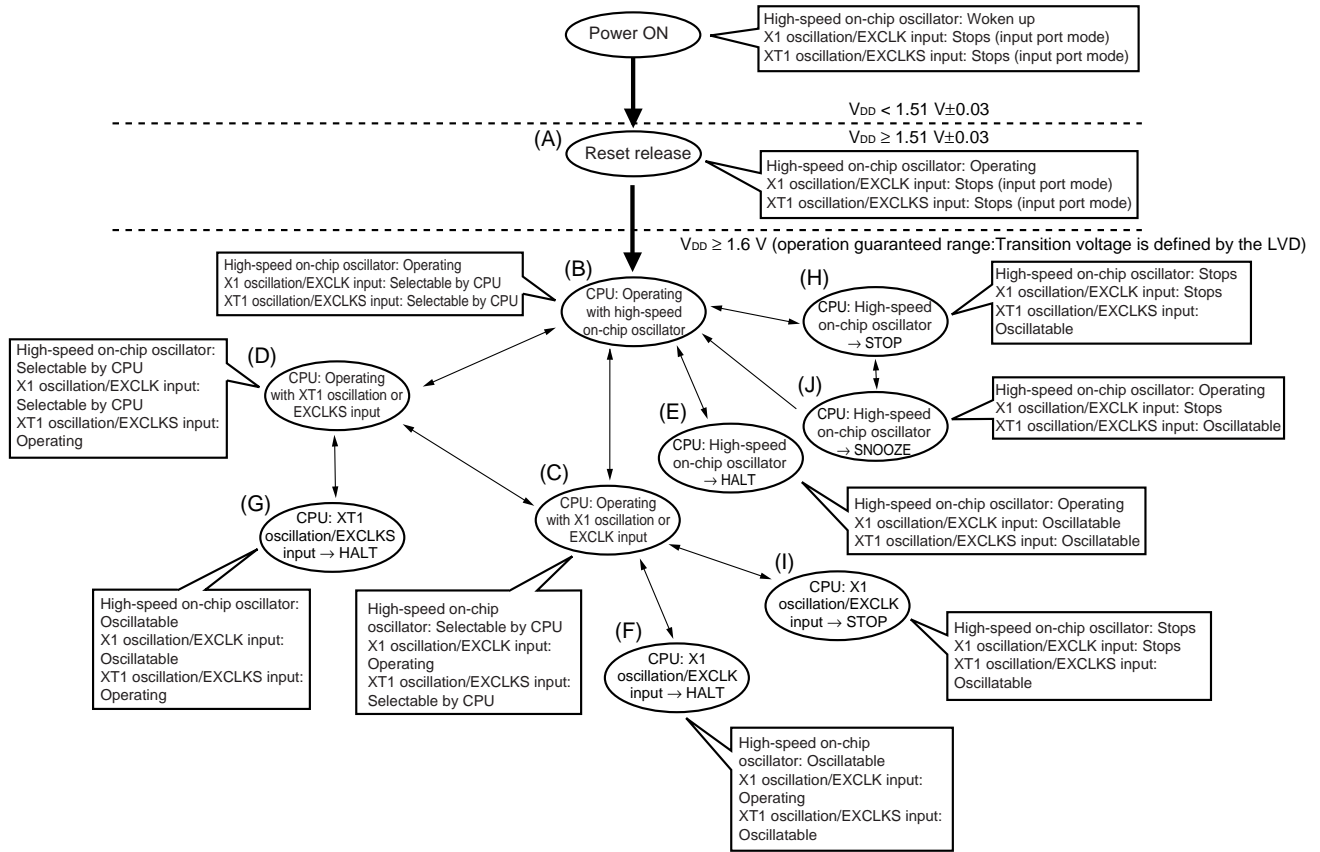 Power ON
High-speed on-chip oscillator: Woken up
X1 oscillation/EXCLK input: Stops (input port mode)
XT1 oscillation/EXCLKS input: Stops (input port mode)
VDD < 1.51 V±0.03
VDD ≥ 1.51 V±0.03
(A)
Reset release
High-speed on-chip oscillator: Operating
X1 oscillation/EXCLK input: Stops (input port mode)
XT1 oscillation/EXCLKS input: Stops (input port mode)
VDD ≥ 1.6 V (operation guaranteed range:Transition voltage is defined by the LVD)
High-speed on-chip oscillator: Operating
X1 oscillation/EXCLK input: Selectable by CPU
XT1 oscillation/EXCLKS input: Selectable by CPU
(B)
CPU: Operating
with high-speed
on-chip oscillator
(H)
CPU: High-speed
on-chip oscillator
→ STOP
High-speed on-chip oscillator: Stops
X1 oscillation/EXCLK input: Stops
XT1 oscillation/EXCLKS input:
Oscillatable
High-speed on-chip oscillator:
Selectable by CPU
X1 oscillation/EXCLK input:
Selectable by CPU
XT1 oscillation/EXCLKS input:
Operating
(D)
CPU: Operating
with XT1 oscillation or
EXCLKS input
(J)
CPU: High-speed
on-chip oscillator
→ SNOOZE
High-speed on-chip oscillator: Operating
X1 oscillation/EXCLK input: Stops
XT1 oscillation/EXCLKS input: Oscillatable
(E)
CPU: High-speed
on-chip oscillator
→ HALT
High-speed on-chip oscillator: Operating
X1 oscillation/EXCLK input: Oscillatable
XT1 oscillation/EXCLKS input: Oscillatable
(G)
CPU: XT1
oscillation/EXCLKS
input → HALT
(C)
CPU: Operating
with X1 oscillation or
EXCLK input
(I)
CPU: X1
oscillation/EXCLK
input → STOP
High-speed on-chip oscillator:
Oscillatable
X1 oscillation/EXCLK input:
Oscillatable
XT1 oscillation/EXCLKS input:
Operating
High-speed on-chip
oscillator: Selectable by CPU
X1 oscillation/EXCLK input:
Operating
XT1 oscillation/EXCLKS input:
Selectable by CPU
(F)
CPU: X1
oscillation/EXCLK
input → HALT
High-speed on-chip oscillator: Stops
X1 oscillation/EXCLK input: Stops
XT1 oscillation/EXCLKS input:
Oscillatable
High-speed on-chip
oscillator: Oscillatable
X1 oscillation/EXCLK input:
Operating
XT1 oscillation/EXCLKS input:
Oscillatable